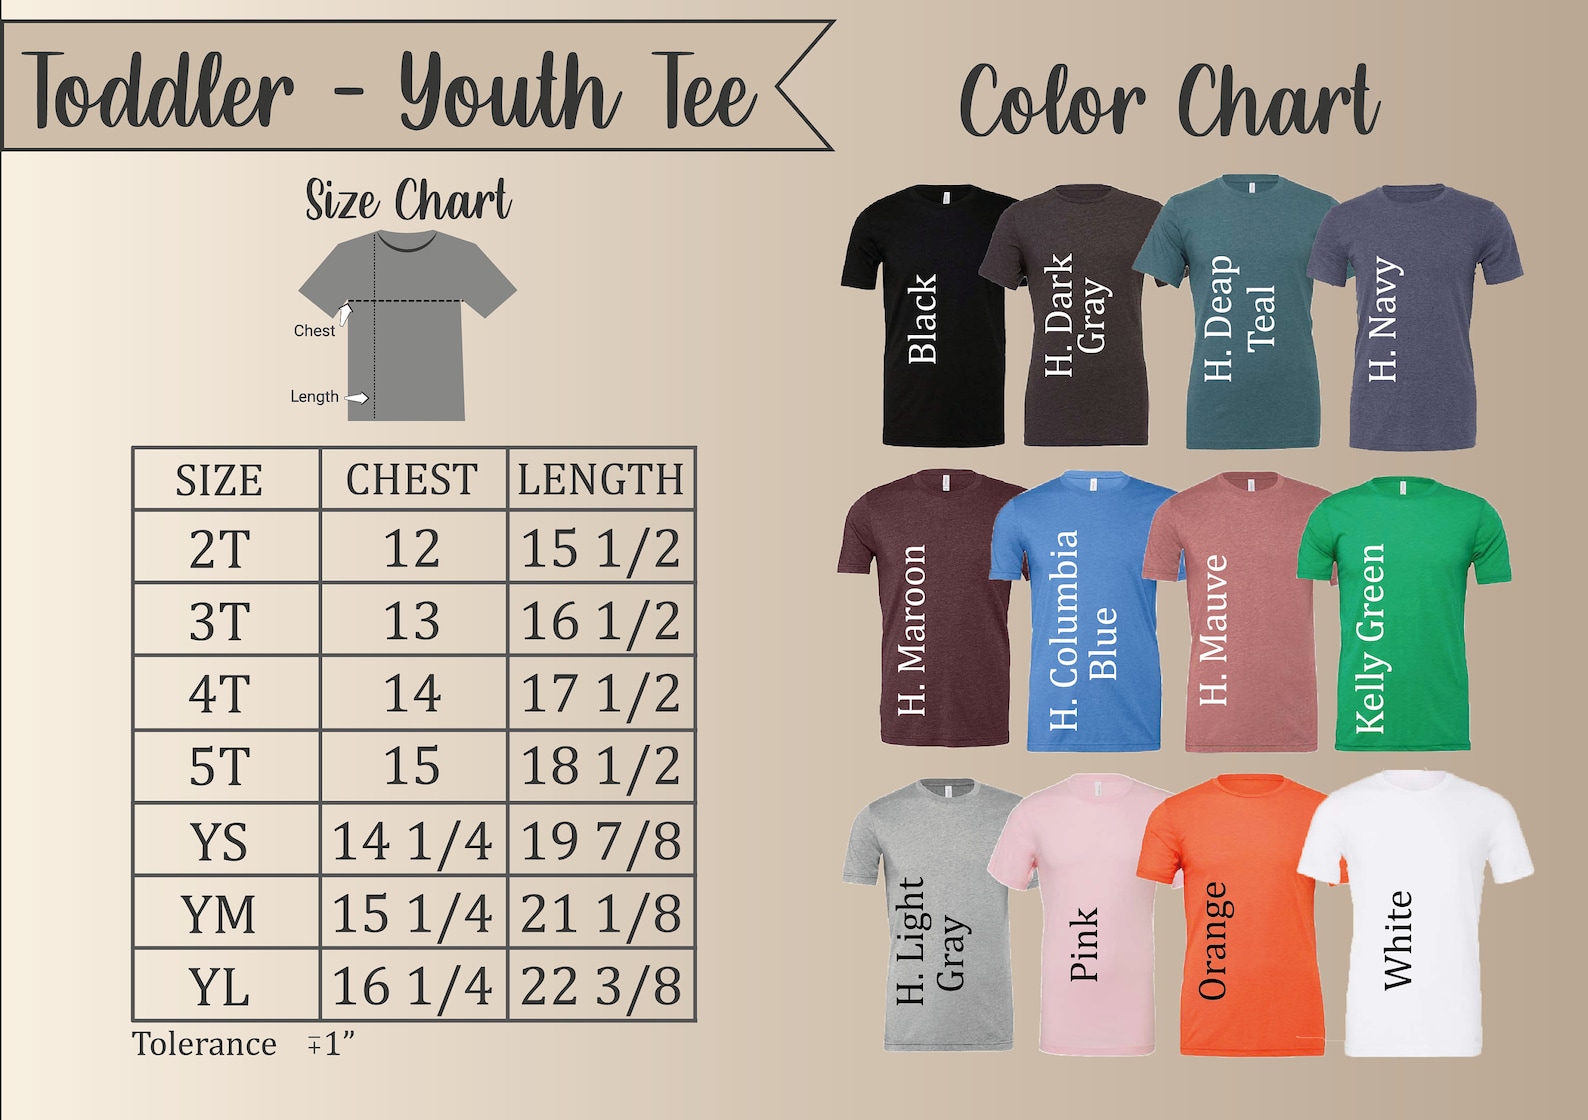 Toddler - Youth Tee
Size Chart
Chest
Length
SIZE CHEST LENGTH
2T 12 15 1/2
3T 13 16 1/2
4T 14 17 1/2
5T 15 18 1/2
YS 14 1/4 19 7/8
YM 15 1/4 21 1/8
YL 16 1/4 22 3/8
Tolerance ∓1”
Color Chart
Black
H. Dark
Gray
H. Deap
Teal
H. Navy
H. Maroon
H. Columbia
Blue
H. Mauve
Kelly Green
H. Light
Gray
Pink
Orange
White